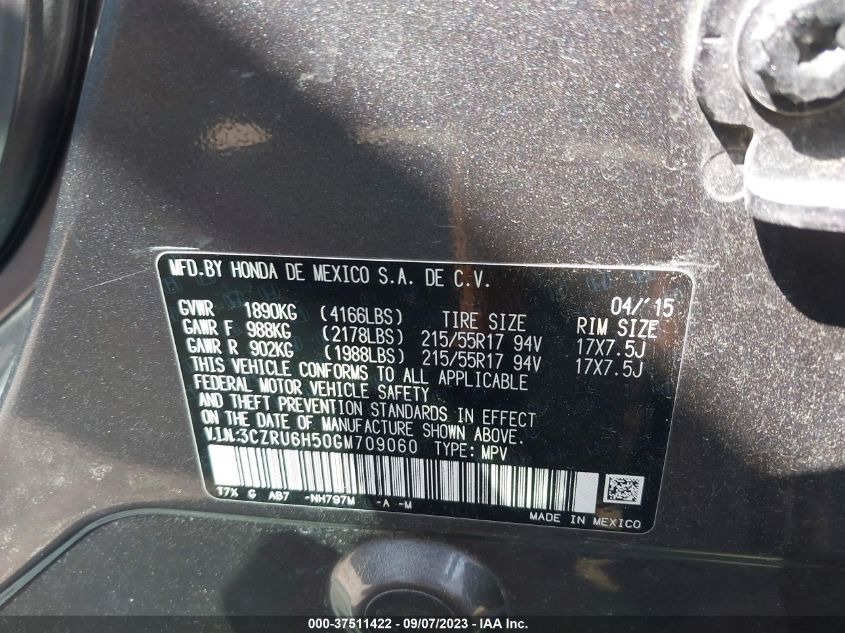 MFD.BY HONDA DE MEXICO S.A. DE C.V.
04/'15
GVWR 1890KG (4166LBS) TIRE SIZE RIM SIZE
GAWR F 988KG (2178LBS) 215/55R17 94V 17X7.5J
GAWR R 902KG (1988LBS) 215/55R17 94V 17X7.5J
THIS VEHICLE CONFORMS TO ALL APPLICABLE
FEDERAL MOTOR VEHICLE SAFETY
AND THEFT PREVENTION STANDARDS IN EFFECT
ON THE DATE OF MANUFACTURE SHOWN ABOVE.
V.I.N.:3CZRU6H50GM709060 TYPE: MPV
T7X G AB7 -NH797M -A -M
MADE IN MEXICO
000-37511422 - 09/07/2023 - IAA Inc.